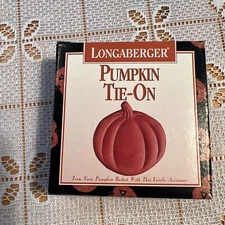 LONGABERGER®
PUMPKIN
TIE-ON
Trim Your Pumpkin Basket With This Lovely Accessory